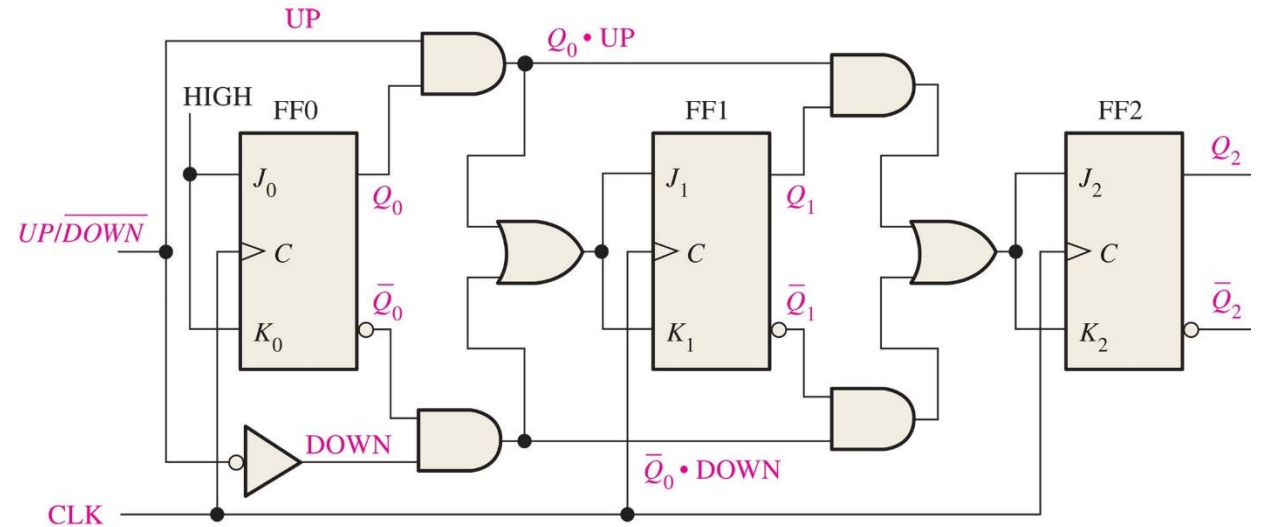 UP
Q₀ • UP
HIGH
FF0
FF1
FF2
J₀
Q₀
J₁
Q₁
J₂
Q₂
UP/D̅O̅W̅N̅
C
C
C
Q̅₀
Q̅₁
Q̅₂
K₀
K₁
K₂
DOWN
Q̅₀ • DOWN
CLK